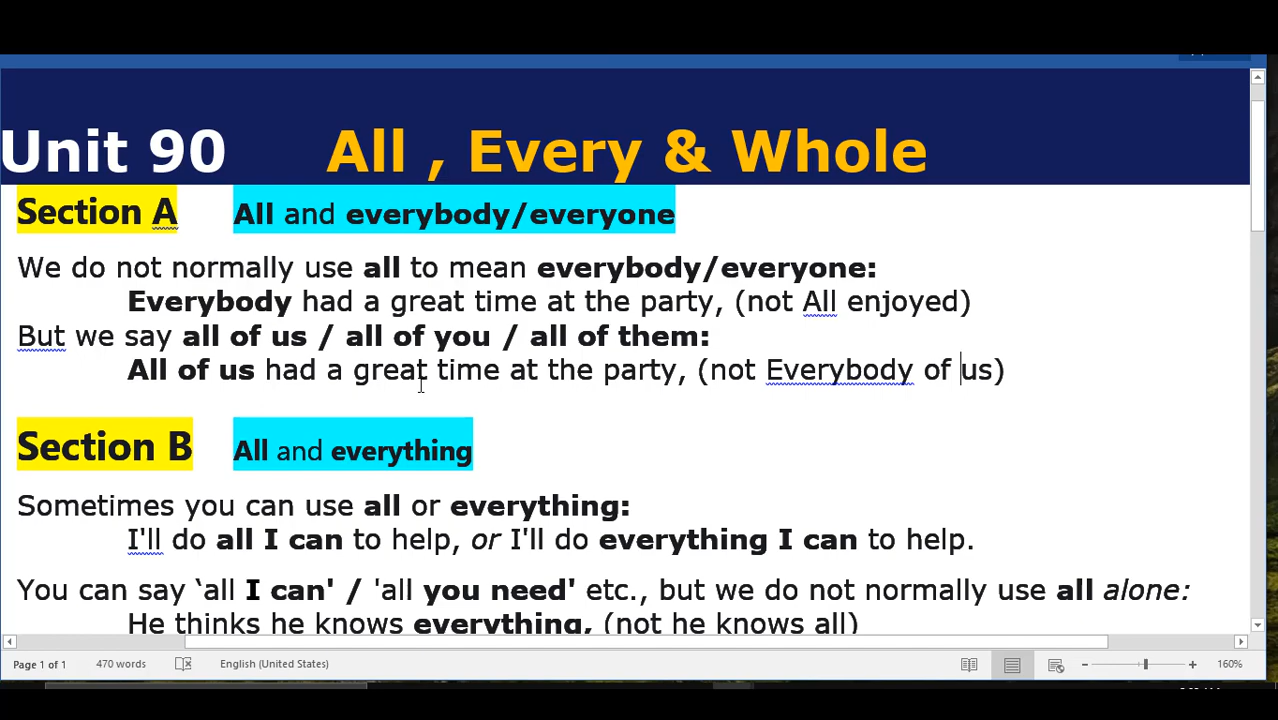 Unit 90 All , Every & Whole
Section A All and everybody/everyone
We do not normally use all to mean everybody/everyone:
Everybody had a great time at the party, (not All enjoyed)
But we say all of us / all of you / all of them:
All of us had a great time at the party, (not Everybody of us)
Section B All and everything
Sometimes you can use all or everything:
I'll do all I can to help, or I'll do everything I can to help.
You can say ‘all I can' / 'all you need' etc., but we do not normally use all alone:
He thinks he knows everything, (not he knows all)
Page 1 of 1 470 words English (United States) 160%